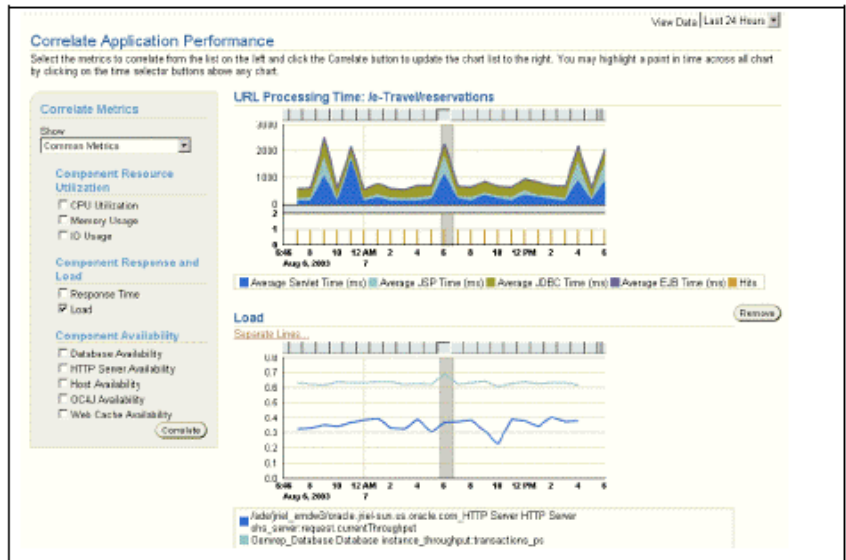 View Data Last 24 Hours
Correlate Application Performance
Select the metrics to correlate from the list on the left and click the Correlate button to update the chart list to the right. You may highlight a point in time across all chart
by clicking on the time selector buttons above any chart.
Correlate Metrics
Show
Common Metrics
Component Resource
Utilization
CPU Utilization
Memory Usage
IO Usage
Component Response and
Load
Response Time
Load
Component Availability
Database Availability
HTTP Server Availability
Host Availability
OC4J Availability
Web Cache Availability
Correlate
URL Processing Time: /e-Travel/reservations
3000
2000
1000
0
2
1
0
5:46 8 10 12 AM 2 4 6 8 10 12 PM 2 4 6
Aug 6, 2003 7
Average Servlet Time (ms) Average JSP Time (ms) Average JDBC Time (ms) Average EJB Time (ms) Hits
Load
Remove
Separate Lines...
0.8
0.7
0.6
0.5
0.4
0.3
0.2
0.1
0.0
5:46 8 10 12 AM 2 4 6 8 10 12 PM 2 4 6
Aug 6, 2003 7
HTTP Server HTTP Server
ohs_server:request.currentThroughput
Oemrep_Database Database instance_throughput:transactions_ps